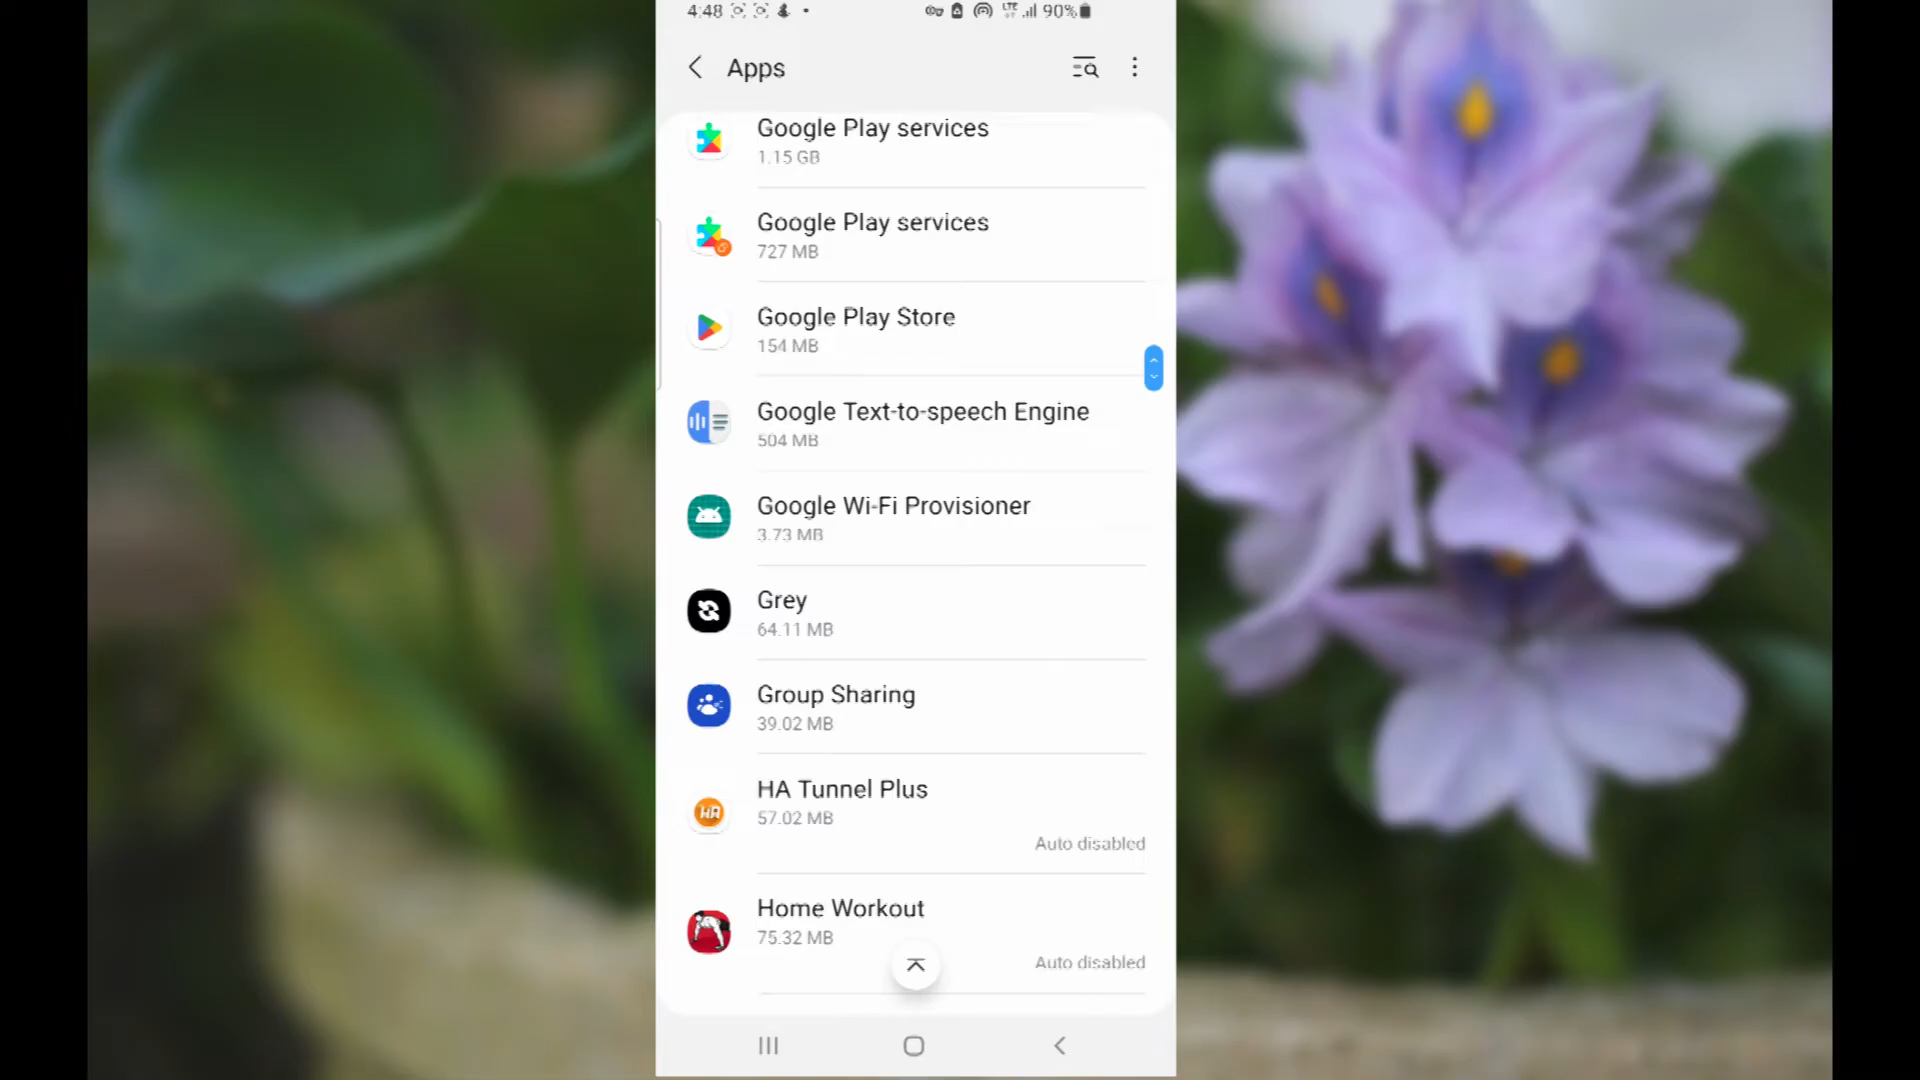 4:48 LTE 90%
Apps
Google Play services
1.15 GB
Google Play services
727 MB
Google Play Store
154 MB
Google Text-to-speech Engine
504 MB
Google Wi-Fi Provisioner
3.73 MB
Grey
64.11 MB
Group Sharing
39.02 MB
HA Tunnel Plus
57.02 MB
Auto disabled
HA
Home Workout
75.32 MB
Auto disabled